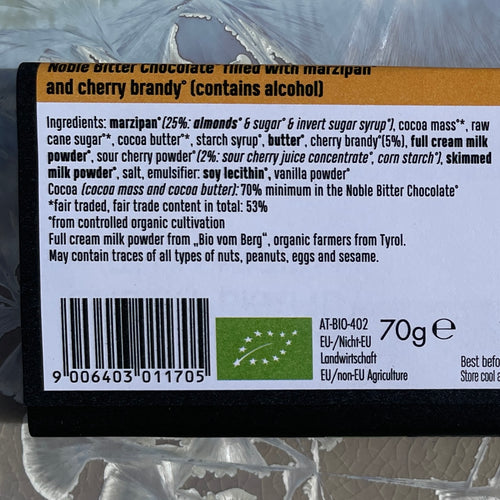 Noble Bitter Chocolate° filled with marzipan
and cherry brandy° (contains alcohol)
Ingredients: marzipan°(25%: almonds° & sugar° & invert sugar syrup°), cocoa mass°*, raw
cane sugar°*, cocoa butter°*, starch syrup°, butter°, cherry brandy°(5%), full cream milk
powder°, sour cherry powder°(2%: sour cherry juice concentrate°, corn starch°), skimmed
milk powder°, salt, emulsifier: soy lecithin°, vanilla powder°
Cocoa (cocoa mass and cocoa butter): 70% minimum in the Noble Bitter Chocolate°
*fair traded, fair trade content in total: 53%
°from controlled organic cultivation
Full cream milk powder from „Bio vom Berg“, organic farmers from Tyrol.
May contain traces of all types of nuts, peanuts, eggs and sesame.
AT-BIO-402
EU-/Nicht-EU
Landwirtschaft
EU/non-EU Agriculture
70g℮
Best befo
Store cool a
9 006403 011705